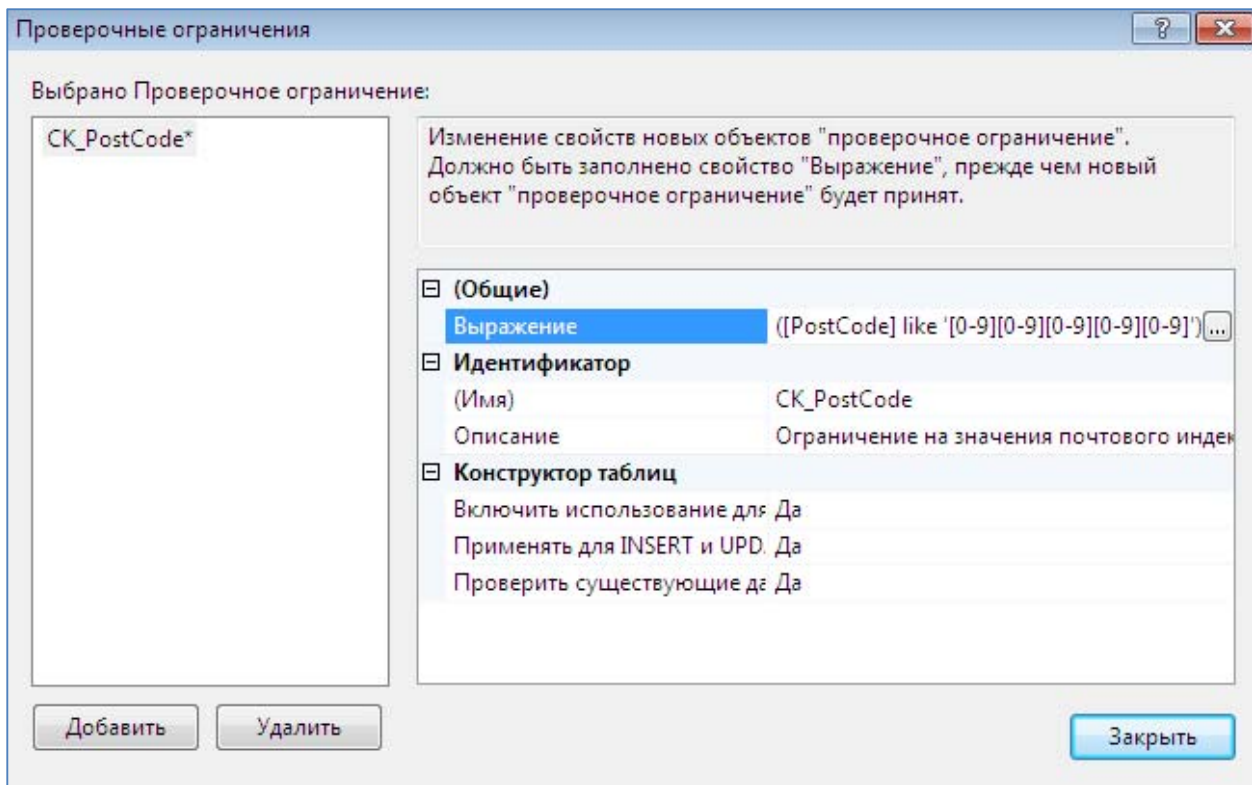 Проверочные ограничения
Выбрано Проверочное ограничение:
CK_PostCode*
Изменение свойств новых объектов "проверочное ограничение".
Должно быть заполнено свойство "Выражение", прежде чем новый
объект "проверочное ограничение" будет принят.
(Общие)
Выражение ([PostCode] like '[0-9][0-9][0-9][0-9][0-9]') ...
Идентификатор
(Имя) CK_PostCode
Описание Ограничение на значения почтового индек
Конструктор таблиц
Включить использование для Да
Применять для INSERT и UPD. Да
Проверить существующие да Да
Добавить Удалить
Закрыть